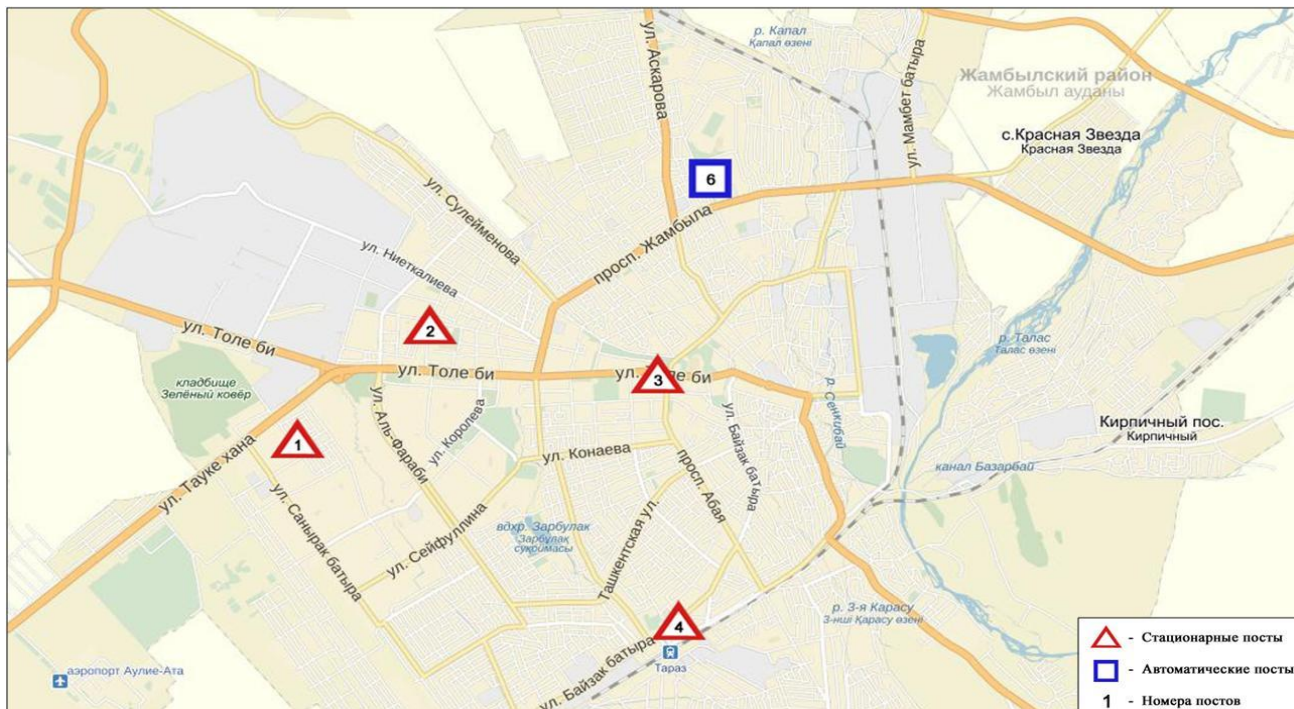 р. Капал
Қапал өзені
ул. Аскарова
ул. Мамбет батыра
Жамбылский район
Жамбыл ауданы
с.Красная Звезда
Красная Звезда
6
ул. Сулейменова
просп. Жамбыла
ул. Ниеткалиева
2
ул. Толе би
ул. Толе би
ул. Толе би
3
р. Талас
Талас өзені
кладбище
Зелёный ковёр
р. Сенкибай
ул. Аль-Фараби
ул. Королева
ул. Байзак батыра
1
ул. Тауке хана
ул. Конаева
просп. Абая
Кирпичный пос.
Кирпичный
канал Базарбай
ул. Санырак батыра
ул. Сейфуллина
вдхр. Зарбулак
Зарбұлақ
суқоймасы
Ташкентская ул.
4
р. 3-я Карасу
3-нші Қарасу өзені
ул. Байзак батыра
Тараз
аэропорт Аулие-Ата
- Стационарные посты
- Автоматические посты
1 - Номера постов